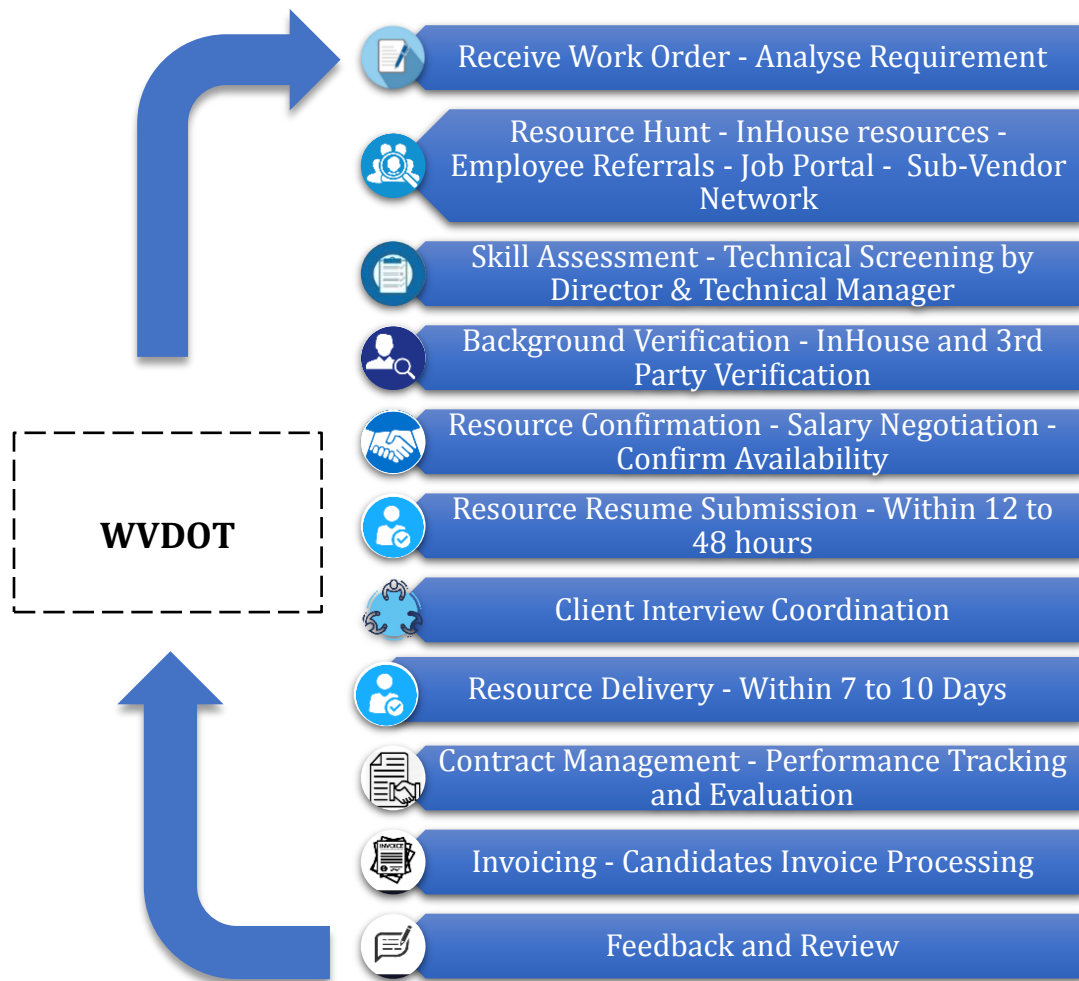 Receive Work Order - Analyse Requirement
Resource Hunt - InHouse resources -
Employee Referrals - Job Portal - Sub-Vendor
Network
Skill Assessment - Technical Screening by
Director & Technical Manager
Background Verification - InHouse and 3rd
Party Verification
Resource Confirmation - Salary Negotiation -
Confirm Availability
WVDOT
Resource Resume Submission - Within 12 to
48 hours
Client Interview Coordination
Resource Delivery - Within 7 to 10 Days
Contract Management - Performance Tracking
and Evaluation
INVOICE
Invoicing - Candidates Invoice Processing
Feedback and Review